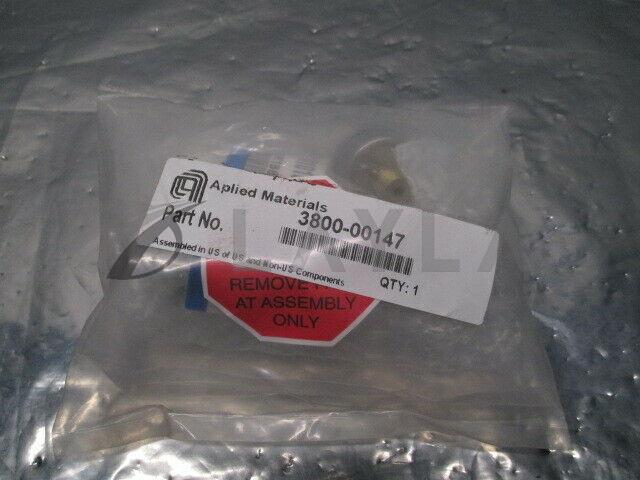 Aplied Materials
Part No.
3800-00147
Assembled in US of US and Non-US Components
QTY: 1
REMOVE
AT ASSEMBLY
ONLY